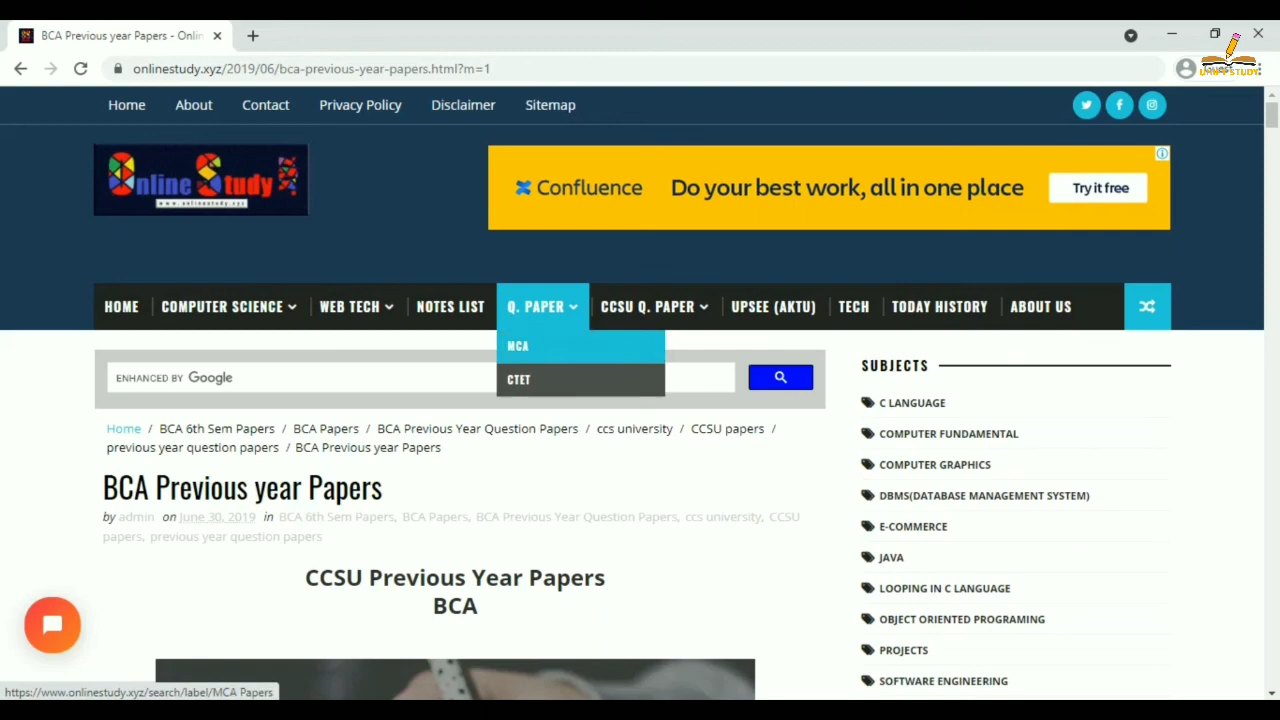 BCA Previous year Papers - Onlin
onlinestudy.xyz/2019/06/bca-previous-year-papers.html?m=1
Home About Contact Privacy Policy Disclaimer Sitemap
Online Study
www.onlinestudy.xyz
Confluence Do your best work, all in one place Try it free
HOME COMPUTER SCIENCE WEB TECH NOTES LIST Q. PAPER CCSU Q. PAPER UPSEE (AKTU) TECH TODAY HISTORY ABOUT US
MCA
CTET
ENHANCED BY Google
Home / BCA 6th Sem Papers / BCA Papers / BCA Previous Year Question Papers / ccs university / CCSU papers /
previous year question papers / BCA Previous year Papers
BCA Previous year Papers
by admin on June 30, 2019 in BCA 6th Sem Papers, BCA Papers, BCA Previous Year Question Papers, ccs university, CCSU
papers, previous year question papers
CCSU Previous Year Papers
BCA
SUBJECTS
C LANGUAGE
COMPUTER FUNDAMENTAL
COMPUTER GRAPHICS
DBMS(DATABASE MANAGEMENT SYSTEM)
E-COMMERCE
JAVA
LOOPING IN C LANGUAGE
OBJECT ORIENTED PROGRAMING
PROJECTS
SOFTWARE ENGINEERING
https://www.onlinestudy.xyz/search/label/MCA Papers